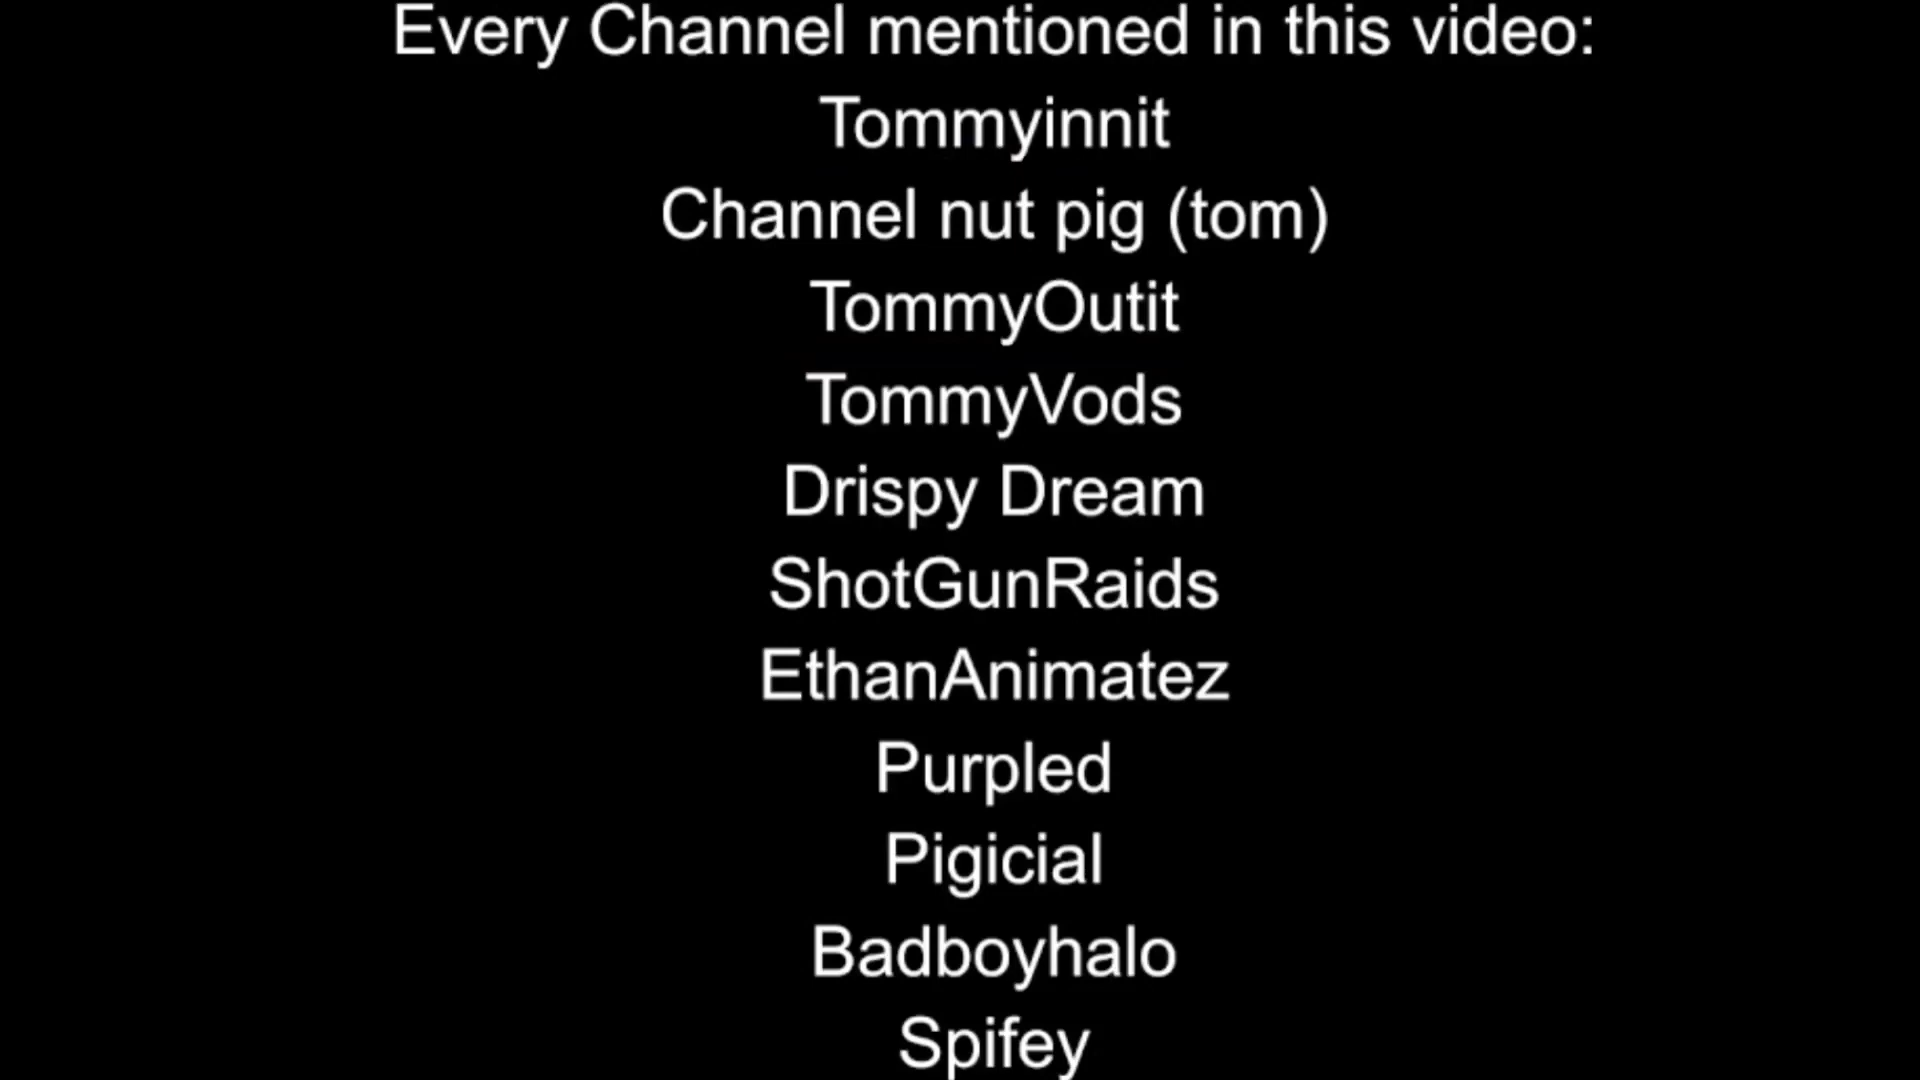 Every Channel mentioned in this video:
Tommyinnit
Channel nut pig (tom)
TommyOutit
TommyVods
Drispy Dream
ShotGunRaids
EthanAnimatez
Purpled
Pigicial
Badboyhalo
Spifey